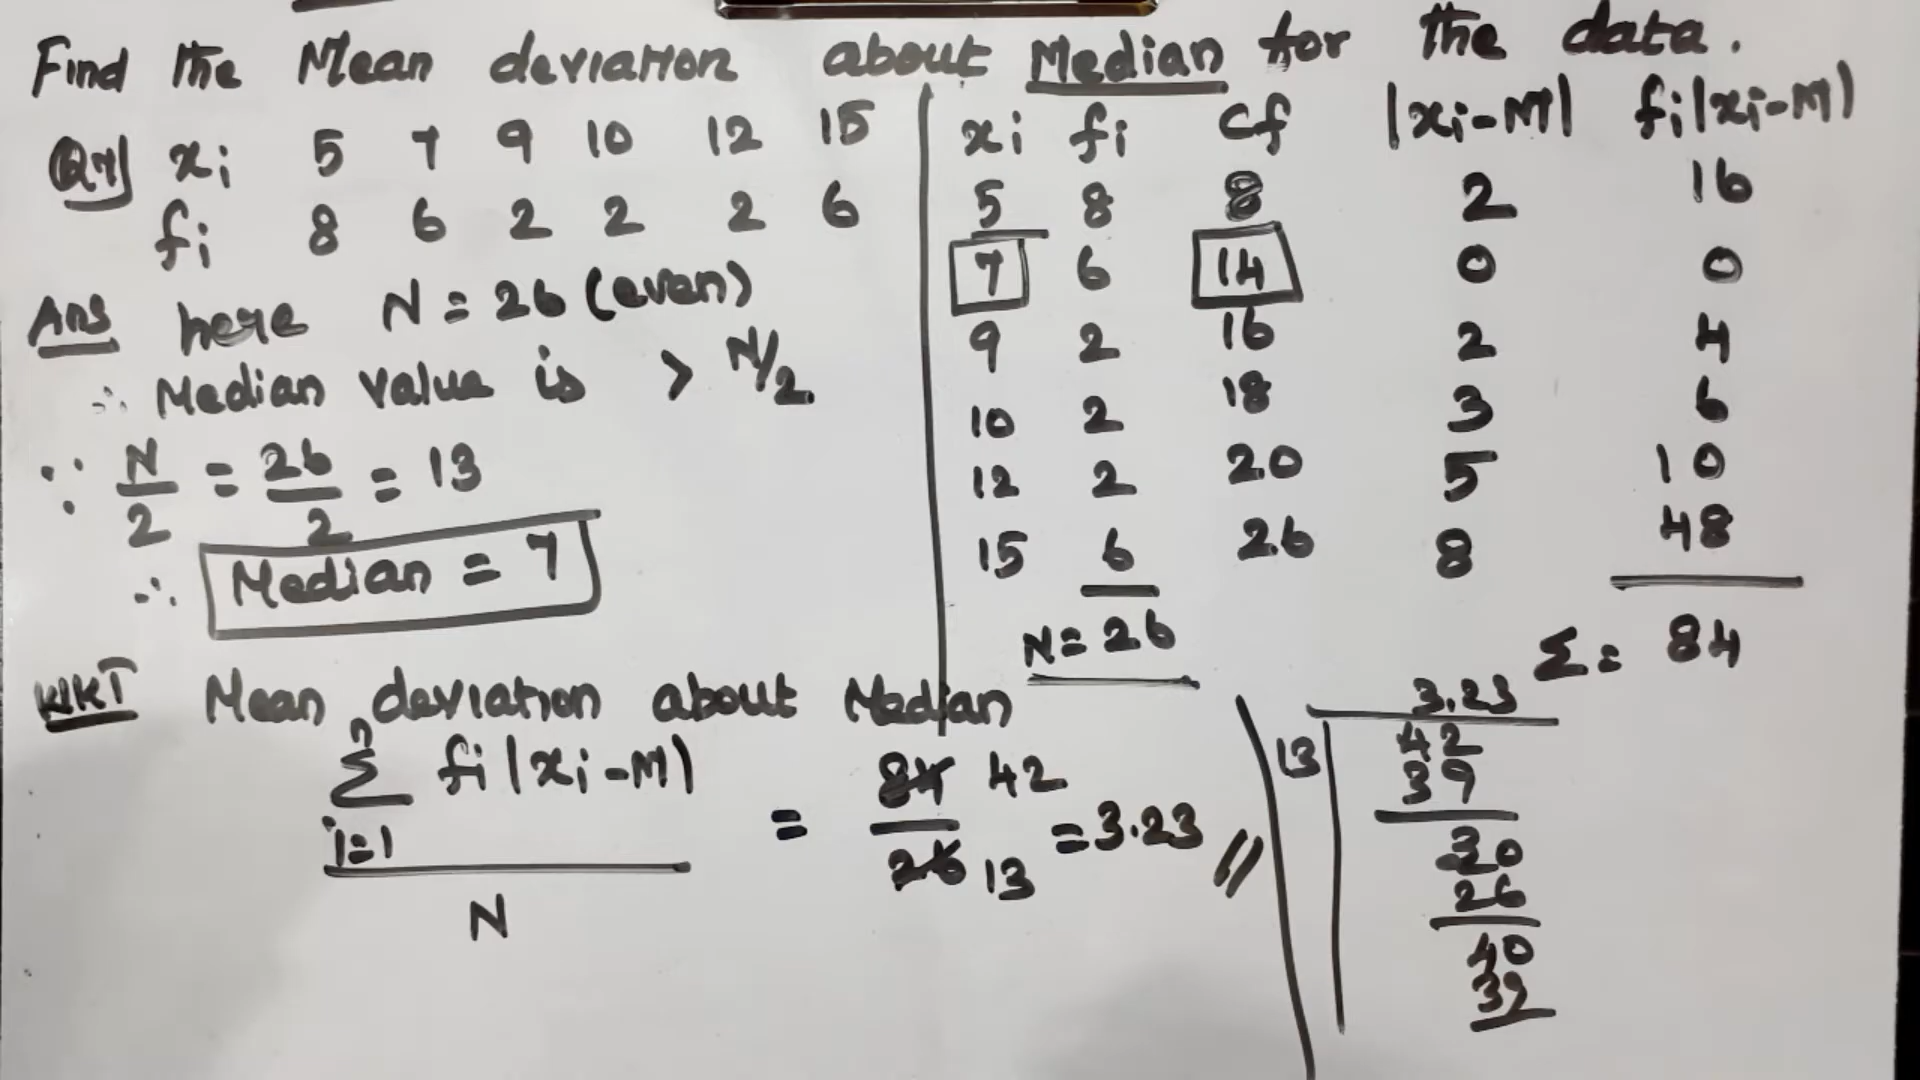 Find the Mean deviation about Median for the data.
Q7] xi 5 7 9 10 12 15
fi 8 6 2 2 2 6
Ans here N = 26 (even)
∴ Median value is > N/2
∵ N/2 = 26/2 = 13
∴ Median = 7
xi fi cf |xi-M| fi|xi-M|
5 8 8 2 16
7 6 14 0 0
9 2 16 2 4
10 2 18 3 6
12 2 20 5 10
15 6 26 8 48
N = 26 Σ = 84
WKT Mean deviation about Median
n
Σ fi|xi-M|
i=1
N
= 84/26 42/13 = 3.23 //
3.23
13 42
39
30
26
40
39